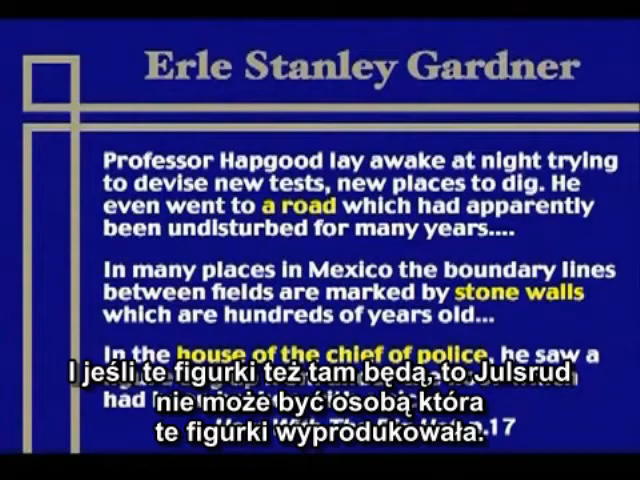 Erle Stanley Gardner
Professor Hapgood lay awake at night trying
to devise new tests, new places to dig. He
even went to a road which had apparently
been undisturbed for many years....
In many places in Mexico the boundary lines
between fields are marked by stone walls
which are hundreds of years old...
In the house of the chief of police, he saw a
had
p.17
I jeśli te figurki też tam będą, to Julsrud
nie może być osobą która
te figurki wyprodukowała.